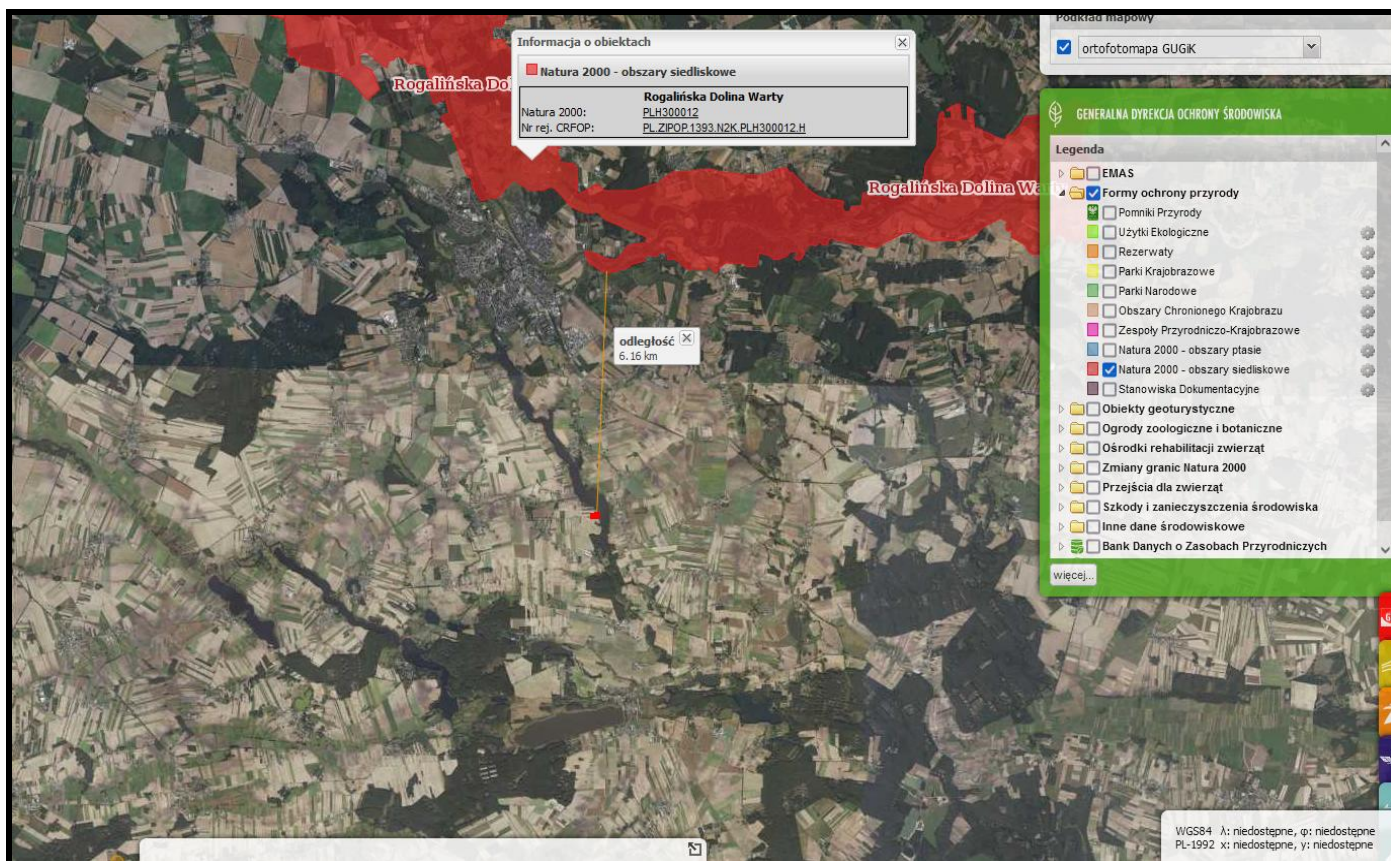 Podkład mapowy
ortofotomapa GUGiK
Informacja o obiektach
Natura 2000 - obszary siedliskowe
Rogalińska Dolina Warty
Natura 2000: PLH300012
Nr rej. CRFOP: PL.ZIPOP.1393.N2K.PLH300012.H
Rogalińska Do
Rogalińska Dolina Wa
odległość
6.16 km
GENERALNA DYREKCJA OCHRONY ŚRODOWISKA
Legenda
EMAS
Formy ochrony przyrody
Pomniki Przyrody
Użytki Ekologiczne
Rezerwaty
Parki Krajobrazowe
Parki Narodowe
Obszary Chronionego Krajobrazu
Zespoły Przyrodniczo-Krajobrazowe
Natura 2000 - obszary ptasie
Natura 2000 - obszary siedliskowe
Stanowiska Dokumentacyjne
Obiekty geoturystyczne
Ogrody zoologiczne i botaniczne
Ośrodki rehabilitacji zwierząt
Zmiany granic Natura 2000
Przejścia dla zwierząt
Szkody i zanieczyszczenia środowiska
Inne dane środowiskowe
Bank Danych o Zasobach Przyrodniczych
więcej...
WGS84 λ: niedostępne, φ: niedostępne
PL-1992 x: niedostępne, y: niedostępne